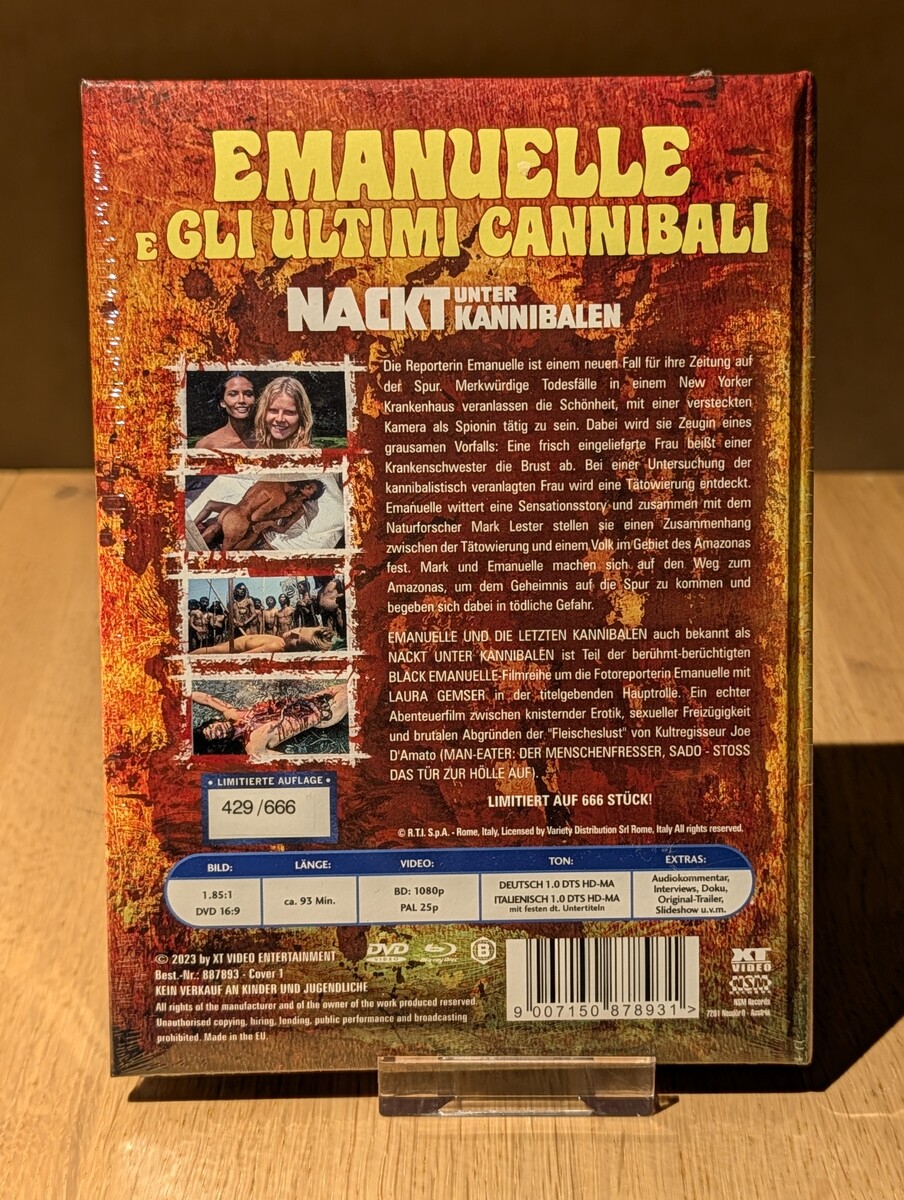 EMANUELLE
E GLI ULTIMI CANNIBALI
NACKT UNTER KANNIBALEN
Die Reporterin Emanuelle ist einem neuen Fall für ihre Zeitung auf
der Spur. Merkwürdige Todesfälle in einem New Yorker
Krankenhaus veranlassen die Schönheit, mit einer versteckten
Kamera als Spionin tätig zu sein. Dabei wird sie Zeugin eines
grausamen Vorfalls: Eine frisch eingelieferte Frau beißt einer
Krankenschwester die Brust ab. Bei einer Untersuchung der
kannibalistisch veranlagten Frau wird eine Tätowierung entdeckt.
Emanuelle wittert eine Sensationsstory und zusammen mit dem
Naturforscher Mark Lester stellen sie einen Zusammenhang
zwischen der Tätowierung und einem Volk im Gebiet des Amazonas
fest. Mark und Emanuelle machen sich auf den Weg zum
Amazonas, um dem Geheimnis auf die Spur zu kommen und
begeben sich dabei in tödliche Gefahr.
EMANUELLE UND DIE LETZTEN KANNIBALEN auch bekannt als
NACKT UNTER KANNIBALEN ist Teil der berühmt-berüchtigten
BLACK EMANUELLE-Filmreihe um die Fotoreporterin Emanuelle mit
LAURA GEMSER in der titelgebenden Hauptrolle. Ein echter
Abenteuerfilm zwischen knisternder Erotik, sexueller Freizügigkeit
und brutalen Abgründen der "Fleischeslust" von Kultregisseur Joe
D'Amato (MAN-EATER: DER MENSCHENFRESSER, SADO - STOSS
DAS TÜR ZUR HÖLLE AUF).
LIMITIERT AUF 666 STÜCK!
• LIMITIERTE AUFLAGE •
429 /666
© R.T.I. S.p.A. - Rome, Italy, Licensed by Variety Distribution Srl Rome, Italy All rights reserved.
BILD:
1.85:1
DVD 16:9
LÄNGE:
ca. 93 Min.
VIDEO:
BD: 1080p
PAL 25p
TON:
DEUTSCH 1.0 DTS HD-MA
ITALIENISCH 1.0 DTS HD-MA
mit festen dt. Untertiteln
EXTRAS:
Audiokommentar,
Interviews, Doku,
Original-Trailer,
Slideshow u.v.m.
© 2023 by XT VIDEO ENTERTAINMENT
Best.-Nr.: 887893 - Cover 1
KEIN VERKAUF AN KINDER UND JUGENDLICHE
All rights of the manufacturer and of the owner of the work produced reserved.
Unauthorised copying, hiring, lending, public performance and broadcasting
prohibited. Made in the EU.
DVD VIDEO
Blu-ray Disc
B
9 007150 878931 >
XT VIDEO
NSM
NSM Records
7201 Neudörfl - Austria